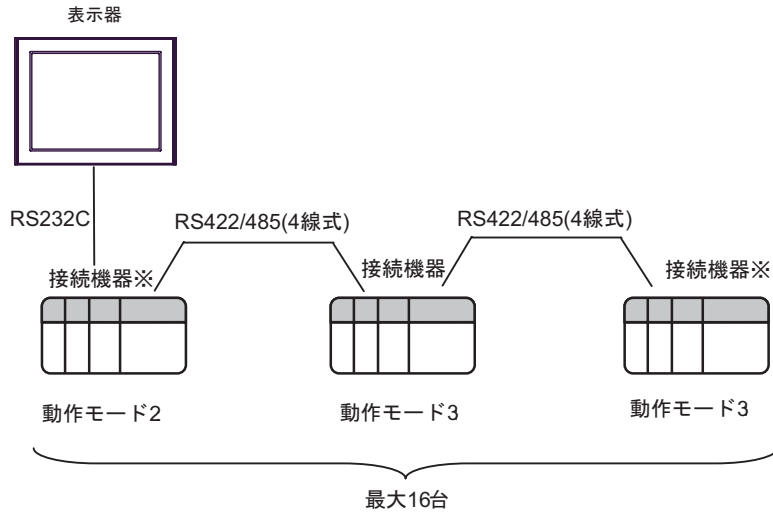 表示器
RS232C
RS422/485(4線式)
RS422/485(4線式)
接続機器※
接続機器
接続機器※
動作モード2
動作モード3
動作モード3
最大16台